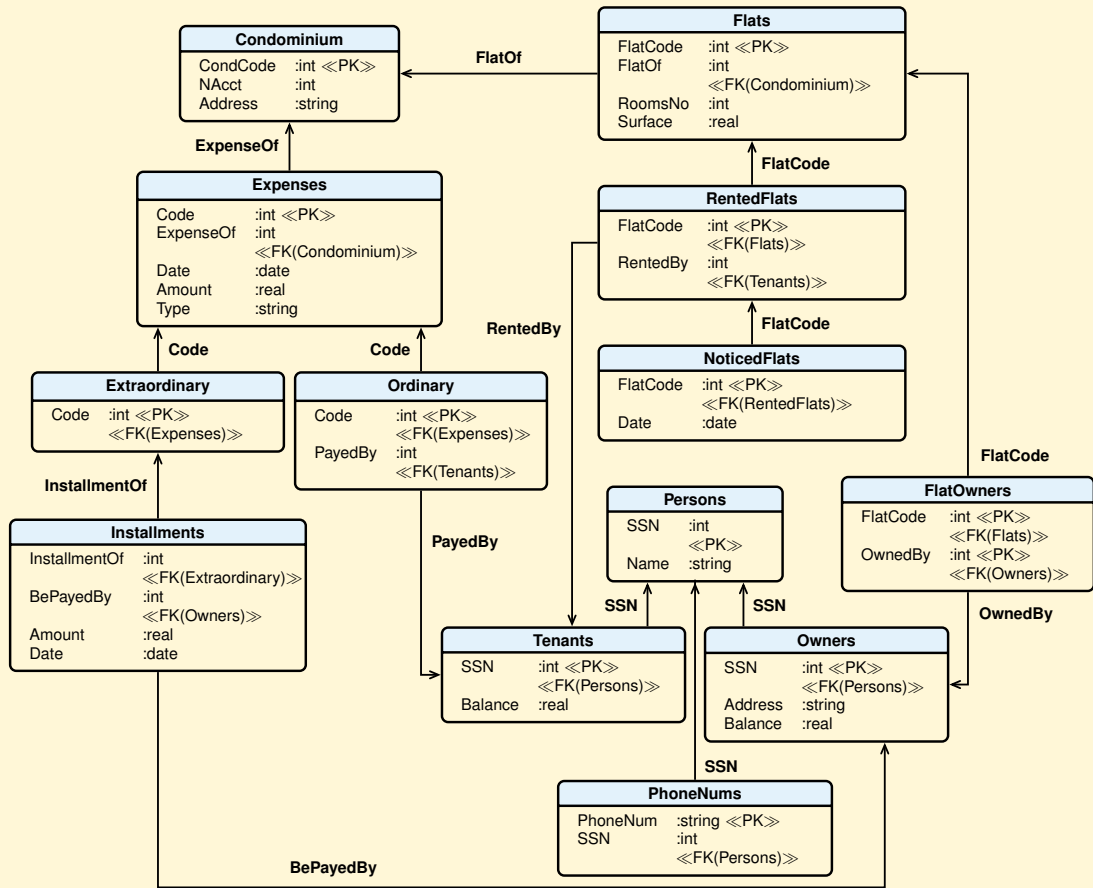 Condominium
CondCode :int ≪PK≫
NAcct :int
Address :string
FlatOf
Flats
FlatCode :int ≪PK≫
FlatOf :int
≪FK(Condominium)≫
RoomsNo :int
Surface :real
ExpenseOf
FlatCode
Expenses
Code :int ≪PK≫
ExpenseOf :int
≪FK(Condominium)≫
Date :date
Amount :real
Type :string
RentedFlats
FlatCode :int ≪PK≫
≪FK(Flats)≫
RentedBy :int
≪FK(Tenants)≫
RentedBy
FlatCode
Code
Code
NoticedFlats
FlatCode :int ≪PK≫
≪FK(RentedFlats)≫
Date :date
Extraordinary
Code :int ≪PK≫
≪FK(Expenses)≫
Ordinary
Code :int ≪PK≫
≪FK(Expenses)≫
PayedBy :int
≪FK(Tenants)≫
FlatCode
InstallmentOf
FlatOwners
FlatCode :int ≪PK≫
≪FK(Flats)≫
OwnedBy :int ≪PK≫
≪FK(Owners)≫
Persons
SSN :int
≪PK≫
Name :string
Installments
InstallmentOf :int
≪FK(Extraordinary)≫
BePayedBy :int
≪FK(Owners)≫
Amount :real
Date :date
PayedBy
SSN
SSN
OwnedBy
Tenants
SSN :int ≪PK≫
≪FK(Persons)≫
Balance :real
Owners
SSN :int ≪PK≫
≪FK(Persons)≫
Address :string
Balance :real
SSN
PhoneNums
PhoneNum :string ≪PK≫
SSN :int
≪FK(Persons)≫
BePayedBy